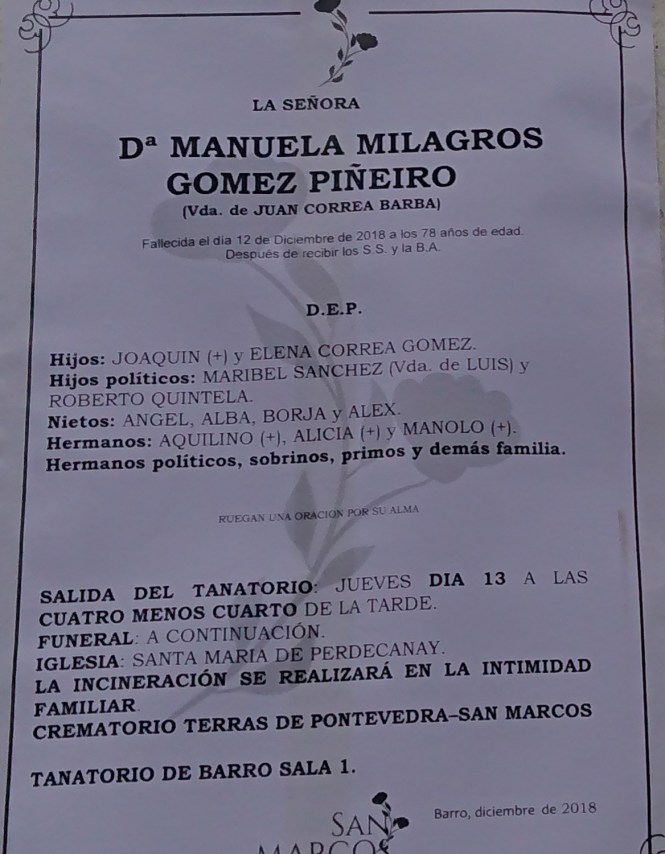 LA SEÑORA
Dª MANUELA MILAGROS
GOMEZ PIÑEIRO
(Vda. de JUAN CORREA BARBA)
Fallecida el día 12 de Diciembre de 2018 a los 78 años de edad.
Después de recibir los S.S. y la B.A.
D.E.P.
Hijos: JOAQUIN (+) y ELENA CORREA GOMEZ.
Hijos políticos: MARIBEL SANCHEZ (Vda. de LUIS) y
ROBERTO QUINTELA.
Nietos: ANGEL, ALBA, BORJA y ALEX.
Hermanos: AQUILINO (+), ALICIA (+) y MANOLO (+).
Hermanos políticos, sobrinos, primos y demás familia.
RUEGAN UNA ORACION POR SU ALMA
SALIDA DEL TANATORIO: JUEVES DIA 13 A LAS
CUATRO MENOS CUARTO DE LA TARDE.
FUNERAL: A CONTINUACIÓN.
IGLESIA: SANTA MARIA DE PERDECANAY.
LA INCINERACIÓN SE REALIZARÁ EN LA INTIMIDAD
FAMILIAR.
CREMATORIO TERRAS DE PONTEVEDRA–SAN MARCOS
TANATORIO DE BARRO SALA 1.
Barro, diciembre de 2018
SAN
MARCOS